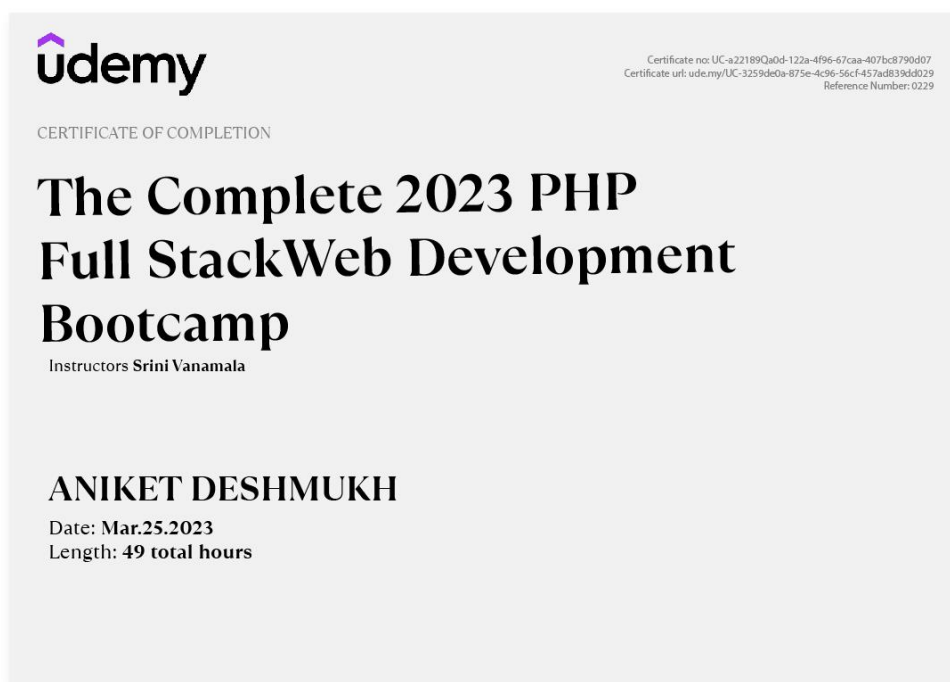 udemy
Certificate no: UC-a22189Qa0d-122a-4f96-67caa-407bc8790d07
Certificate url: ude.my/UC-3259de0a-875e-4c96-56cf-457ad839dd029
Reference Number: 0229
CERTIFICATE OF COMPLETION
The Complete 2023 PHP
Full StackWeb Development
Bootcamp
Instructors Srini Vanamala
ANIKET DESHMUKH
Date: Mar.25.2023
Length: 49 total hours